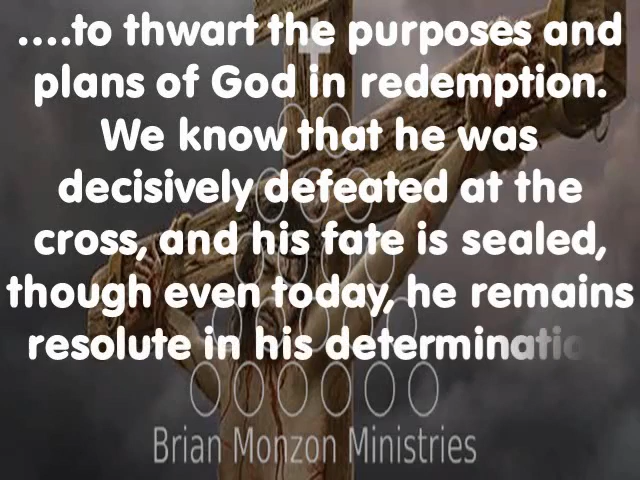 ....to thwart the purposes and
plans of God in redemption.
We know that he was
decisively defeated at the
cross, and his fate is sealed,
though even today, he remains
resolute in his determinatio
Brian Monzon Ministries